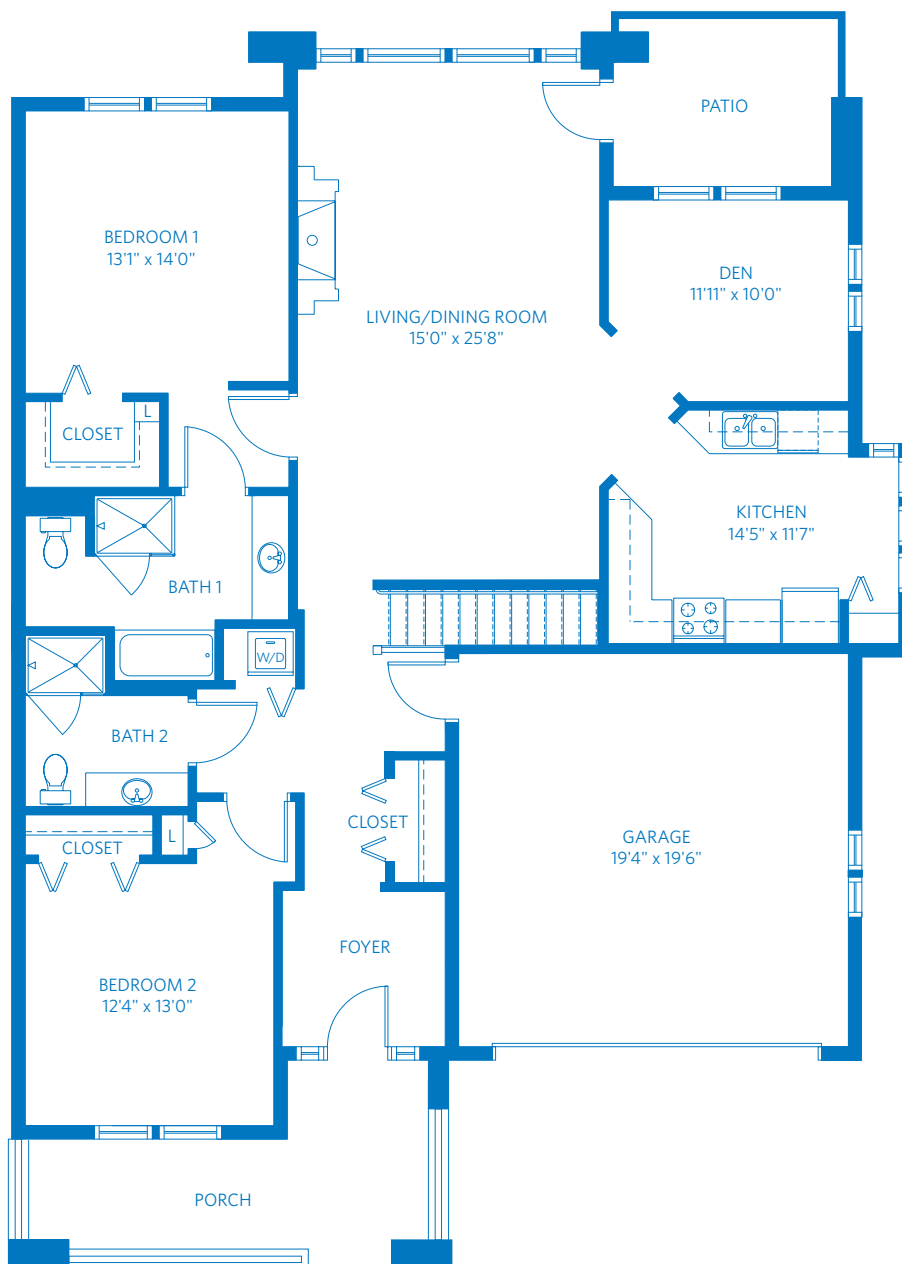 PATIO
BEDROOM 1
13'1" x 14'0"
DEN
11'11" x 10'0"
LIVING/DINING ROOM
15'0" x 25'8"
L
CLOSET
KITCHEN
14'5" x 11'7"
BATH 1
W/D
BATH 2
CLOSET
L
CLOSET
GARAGE
19'4" x 19'6"
FOYER
BEDROOM 2
12'4" x 13'0"
PORCH